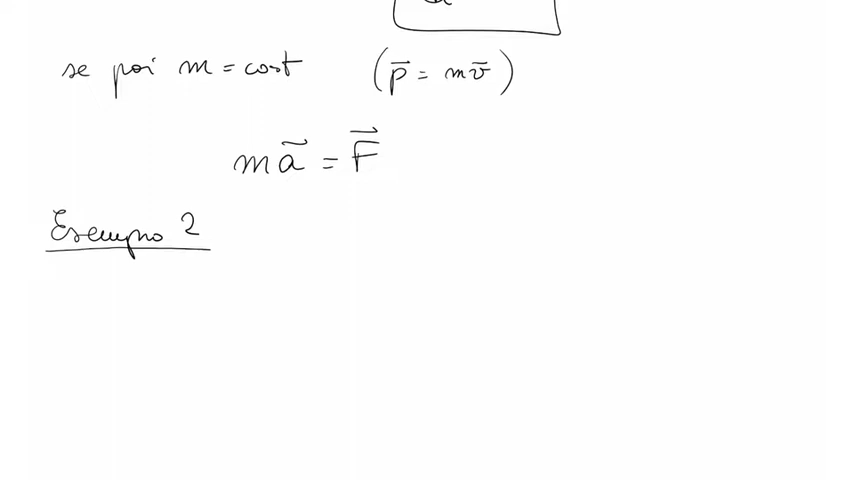 se poi m = cost (p⃗ = mv⃗)
ma⃗ = F⃗
Esempio 2